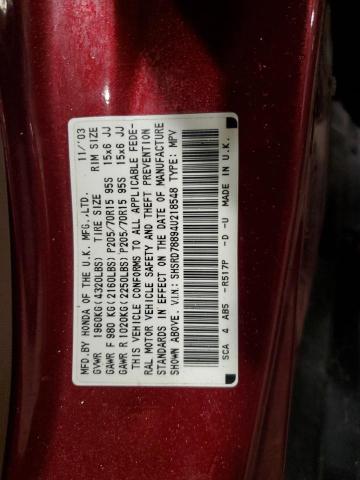 MFD.BY HONDA OF THE U.K. MFG.,LTD. 11/'03
GVWR 1960KG(4320LBS) TIRE SIZE RIM SIZE
GAWR F 980 KG(2160LBS) P205/70R15 95S 15x6 JJ
GAWR R 1020KG(2250LBS) P205/70R15 95S 15x6 JJ
THIS VEHICLE CONFORMS TO ALL APPLICABLE FEDE-
RAL MOTOR VEHICLE SAFETY AND THEFT PREVENTION
STANDARDS IN EFFECT ON THE DATE OF MANUFACTURE
SHOWN ABOVE. V.I.N: SHSRD78894U218548 TYPE: MPV
SCA 4 AB5 -R517P -D -U MADE IN U.K.